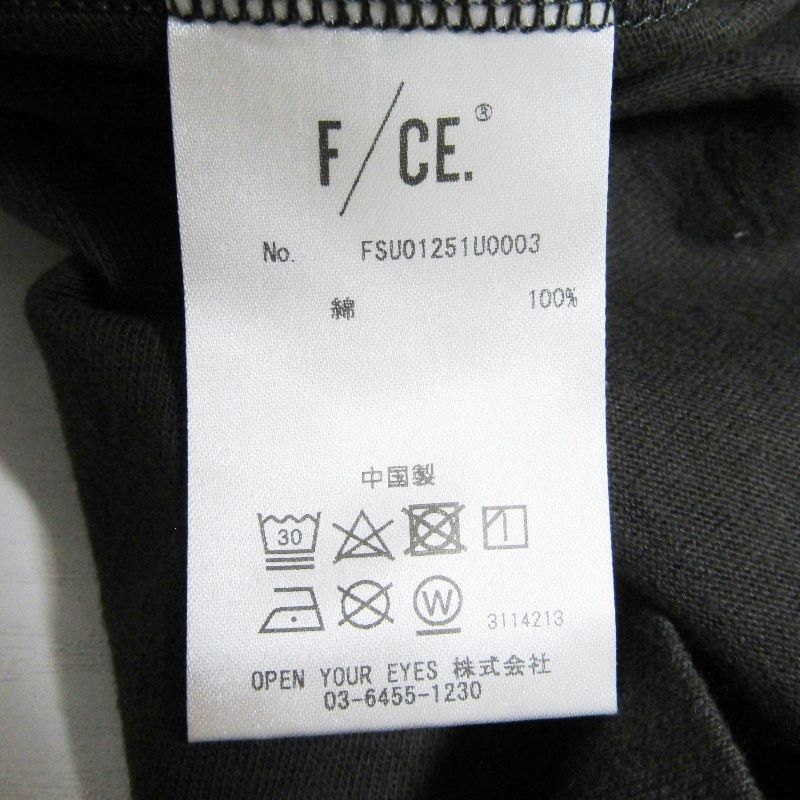 F/CE.®
No. FSU01251U0003
綿 100%
中国製
30
W
3114213
OPEN YOUR EYES 株式会社
03-6455-1230